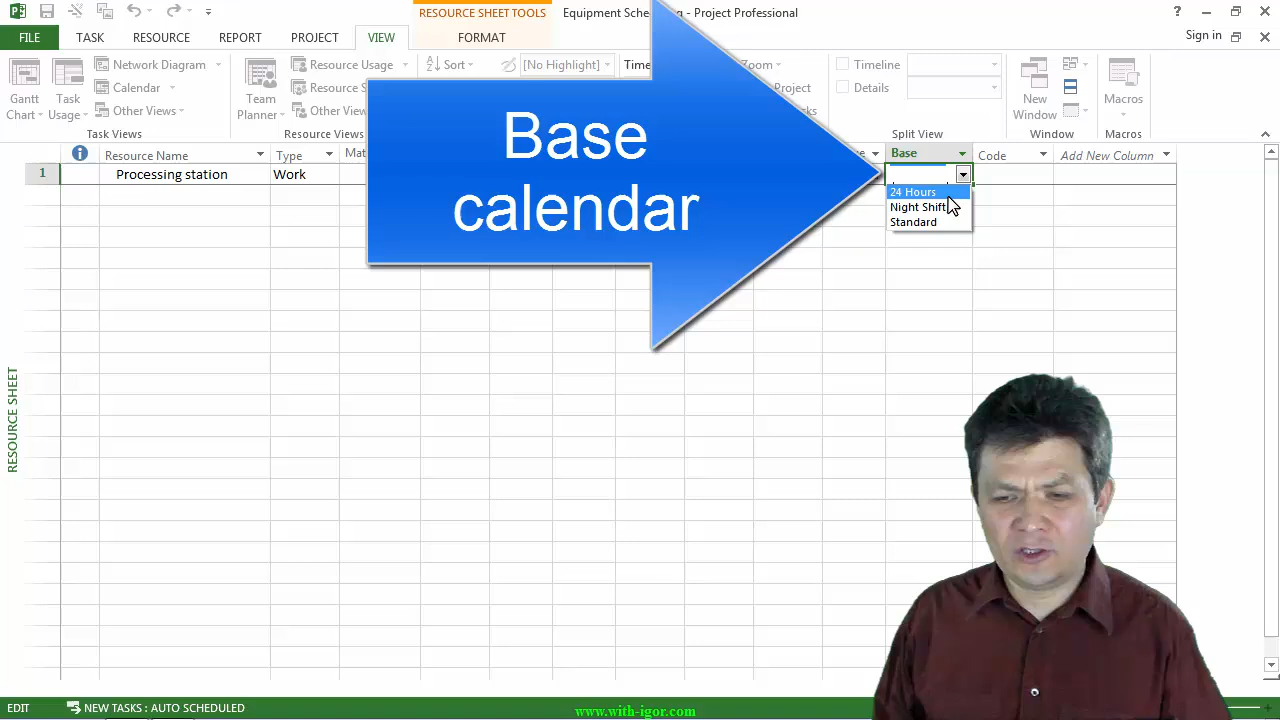 RESOURCE SHEET TOOLS
Equipment Sche
g - Project Professional
FILE
TASK
RESOURCE
REPORT
PROJECT
VIEW
FORMAT
Sign in
Network Diagram
Calendar
Other Views
Gantt
Chart
Task
Usage
Task Views
Team
Planner
Resource Usage
Resource S
Other View
Resource Views
Sort
[No Highlight]
Time
Zoom
Project
ks
Timeline
Details
Split View
New
Window
Window
Macros
Macros
Base
calendar
Resource Name
Type
Mat
Base
Code
Add New Column
1
Processing station
Work
24 Hours
Night Shift
Standard
RESOURCE SHEET
EDIT
NEW TASKS : AUTO SCHEDULED
www.with-igor.com